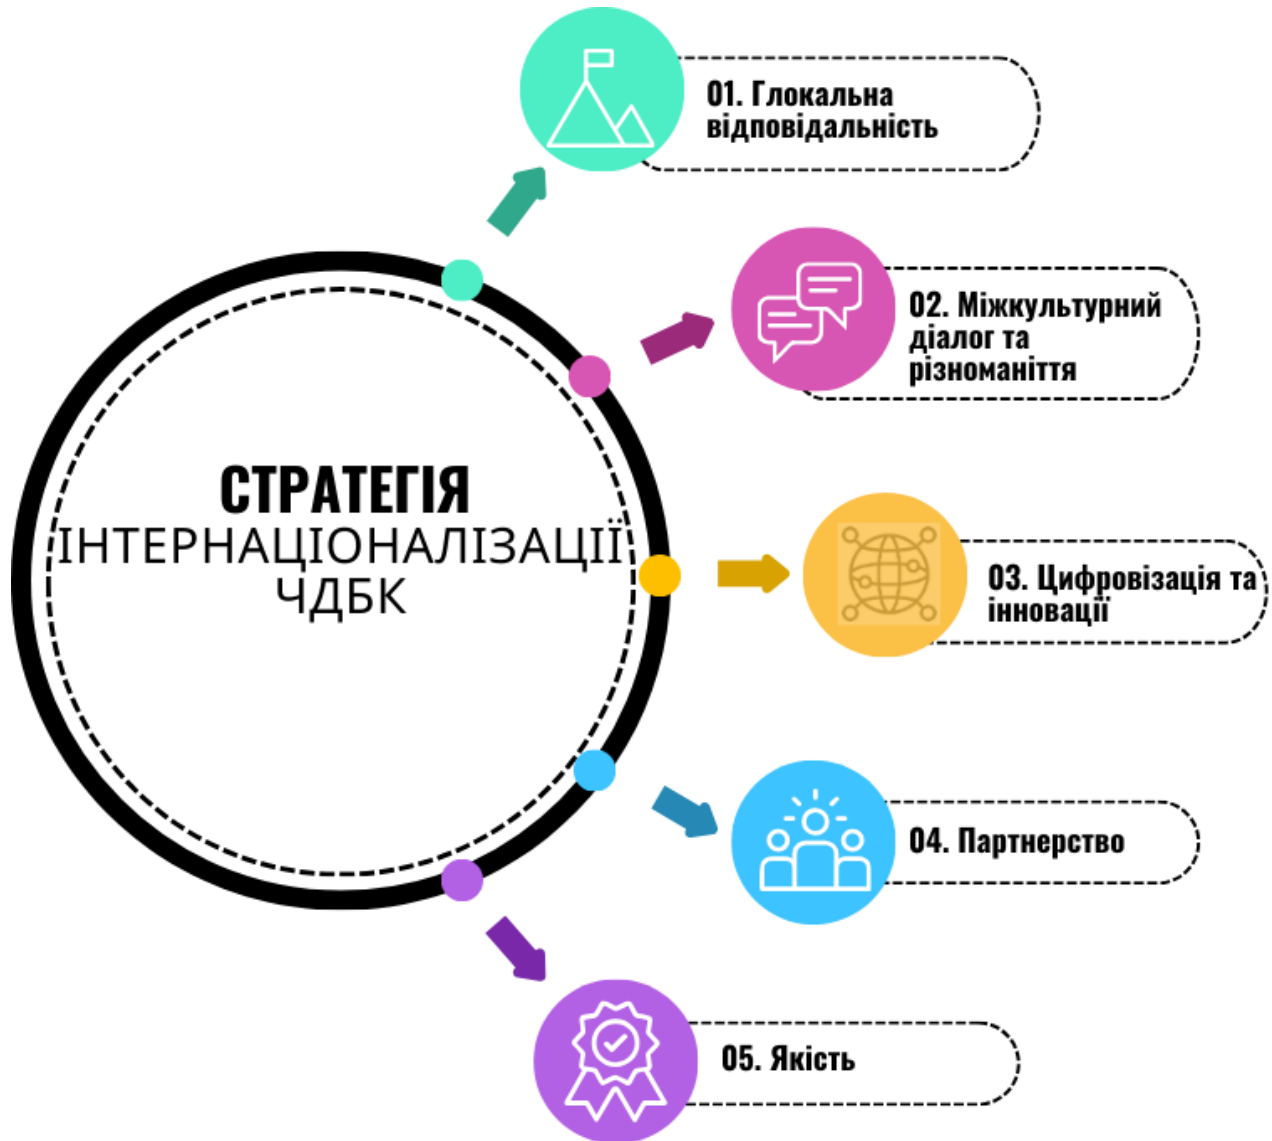 СТРАТЕГІЯ
ІНТЕРНАЦІОНАЛІЗАЦІЇ
ЧДБК
01. Глокальна
відповідальність
02. Міжкультурний
діалог та
різноманіття
03. Цифровізація та
інновації
04. Партнерство
05. Якість